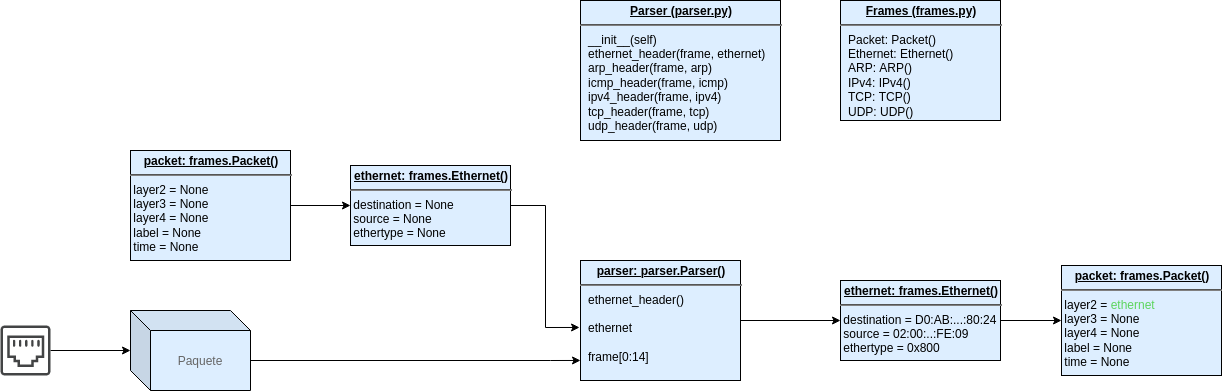 Parser (parser.py)
__init__(self)
ethernet_header(frame, ethernet)
arp_header(frame, arp)
icmp_header(frame, icmp)
ipv4_header(frame, ipv4)
tcp_header(frame, tcp)
udp_header(frame, udp)
Frames (frames.py)
Packet: Packet()
Ethernet: Ethernet()
ARP: ARP()
IPv4: IPv4()
TCP: TCP()
UDP: UDP()
packet: frames.Packet()
layer2 = None
layer3 = None
layer4 = None
label = None
time = None
ethernet: frames.Ethernet()
destination = None
source = None
ethertype = None
Paquete
parser: parser.Parser()
ethernet_header()
ethernet
frame[0:14]
ethernet: frames.Ethernet()
destination = D0:AB:...:80:24
source = 02:00:..:FE:09
ethertype = 0x800
packet: frames.Packet()
layer2 = ethernet
layer3 = None
layer4 = None
label = None
time = None